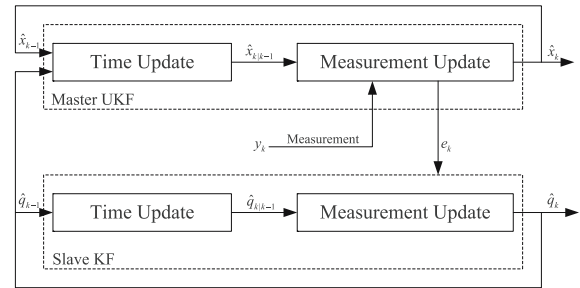 x̂ₖ₋₁
Time Update
x̂ₖ|ₖ₋₁
Measurement Update
x̂ₖ
Master UKF
yₖ
Measurement
eₖ
q̂ₖ₋₁
Time Update
q̂ₖ|ₖ₋₁
Measurement Update
q̂ₖ
Slave KF